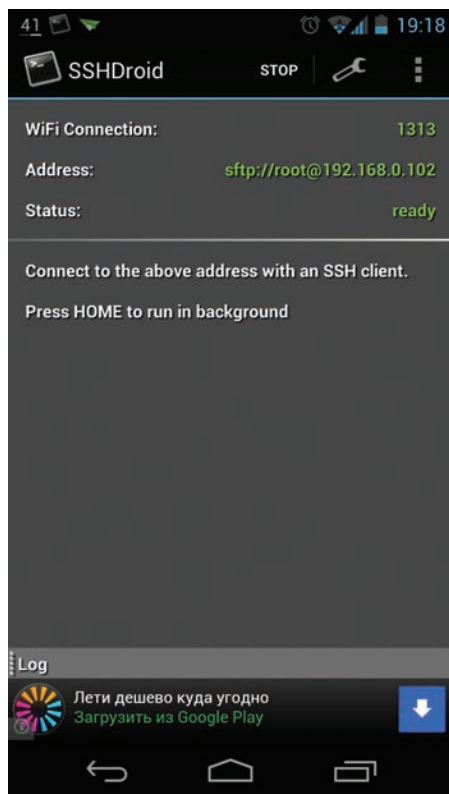 41 19:18
SSHDroid STOP
WiFi Connection: 1313
Address: sftp://root@192.168.0.102
Status: ready
Connect to the above address with an SSH client.
Press HOME to run in background
Log
Лети дешево куда угодно
Загрузить из Google Play